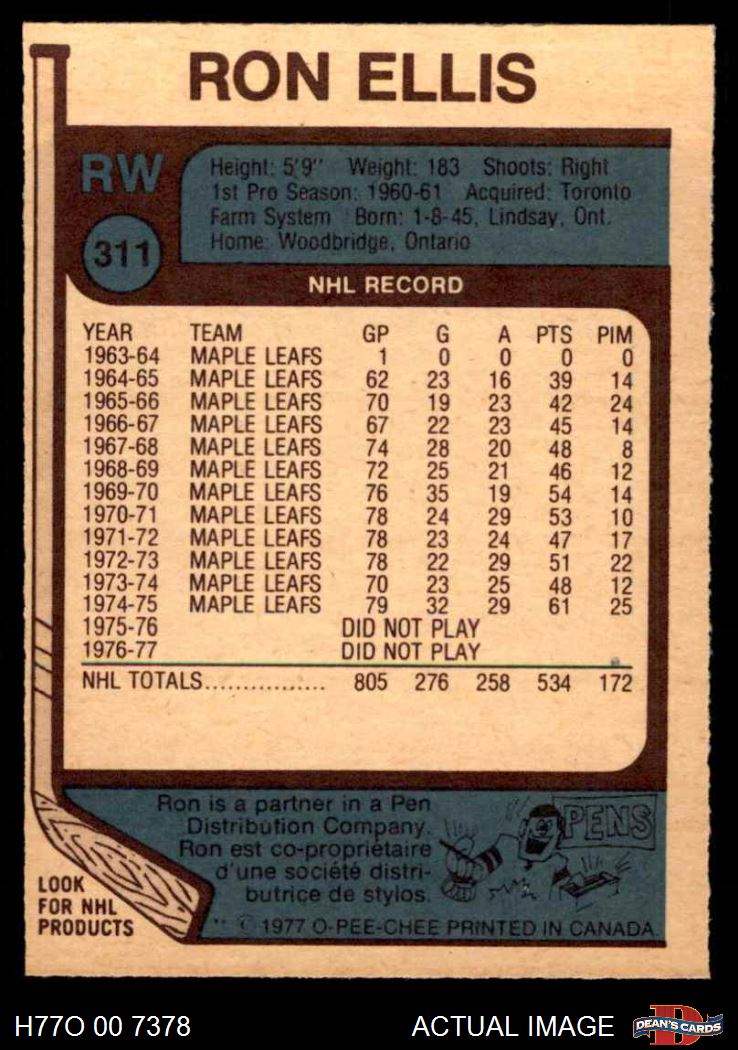 RON ELLIS
RW
311
Height: 5'9" Weight: 183 Shoots: Right
1st Pro Season: 1960-61 Acquired: Toronto
Farm System Born: 1-8-45, Lindsay, Ont.
Home: Woodbridge, Ontario
NHL RECORD
YEAR TEAM GP G A PTS PIM
1963-64 MAPLE LEAFS 1 0 0 0 0
1964-65 MAPLE LEAFS 62 23 16 39 14
1965-66 MAPLE LEAFS 70 19 23 42 24
1966-67 MAPLE LEAFS 67 22 23 45 14
1967-68 MAPLE LEAFS 74 28 20 48 8
1968-69 MAPLE LEAFS 72 25 21 46 12
1969-70 MAPLE LEAFS 76 35 19 54 14
1970-71 MAPLE LEAFS 78 24 29 53 10
1971-72 MAPLE LEAFS 78 23 24 47 17
1972-73 MAPLE LEAFS 78 22 29 51 22
1973-74 MAPLE LEAFS 70 23 25 48 12
1974-75 MAPLE LEAFS 79 32 29 61 25
1975-76 DID NOT PLAY
1976-77 DID NOT PLAY
NHL TOTALS................ 805 276 258 534 172
Ron is a partner in a Pen
Distribution Company.
Ron est co-propriétaire
d'une société distri-
butrice de stylos.
PENS
LOOK
FOR NHL
PRODUCTS
** © 1977 O-PEE-CHEE PRINTED IN CANADA
H77O 00 7378
ACTUAL IMAGE
DEAN'S CARDS